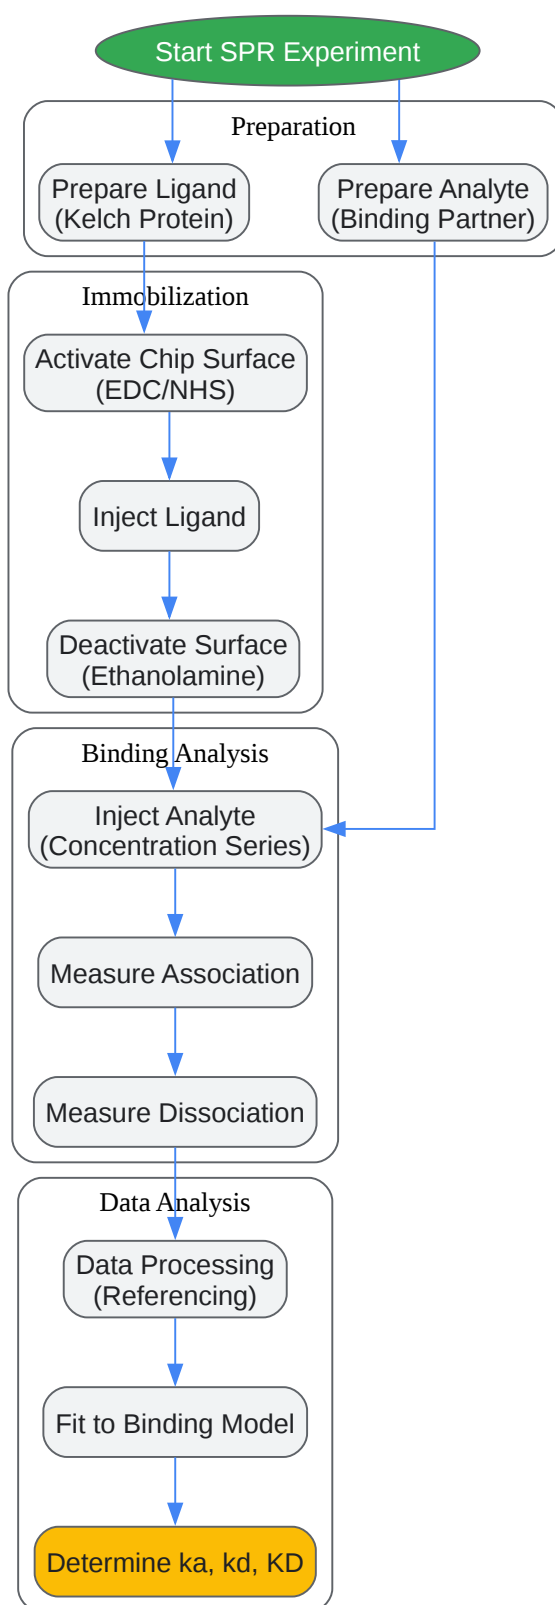 Start SPR Experiment
Preparation
Prepare Ligand
(Kelch Protein)
Prepare Analyte
(Binding Partner)
Immobilization
Activate Chip Surface
(EDC/NHS)
Inject Ligand
Deactivate Surface
(Ethanolamine)
Binding Analysis
Inject Analyte
(Concentration Series)
Measure Association
Measure Dissociation
Data Analysis
Data Processing
(Referencing)
Fit to Binding Model
Determine ka, kd, KD